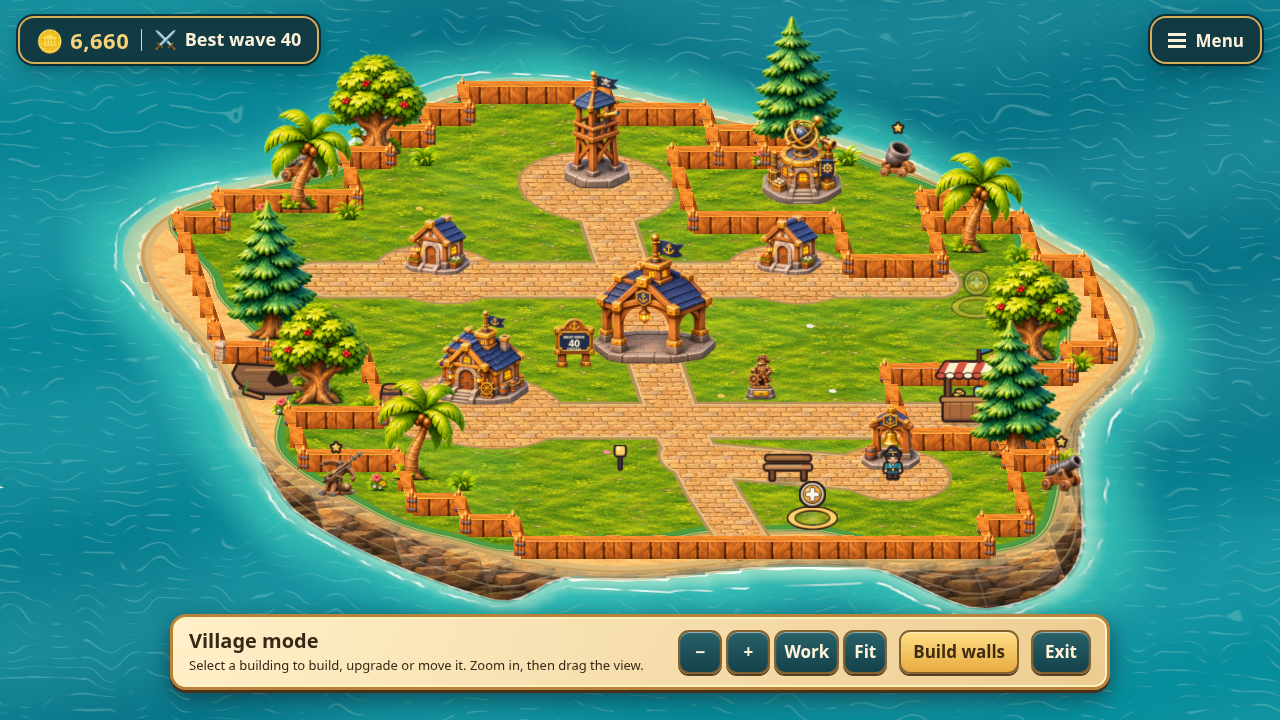 6,660
Best wave 40
Menu
40
Village mode
Select a building to build, upgrade or move it. Zoom in, then drag the view.
−
+
Work
Fit
Build walls
Exit